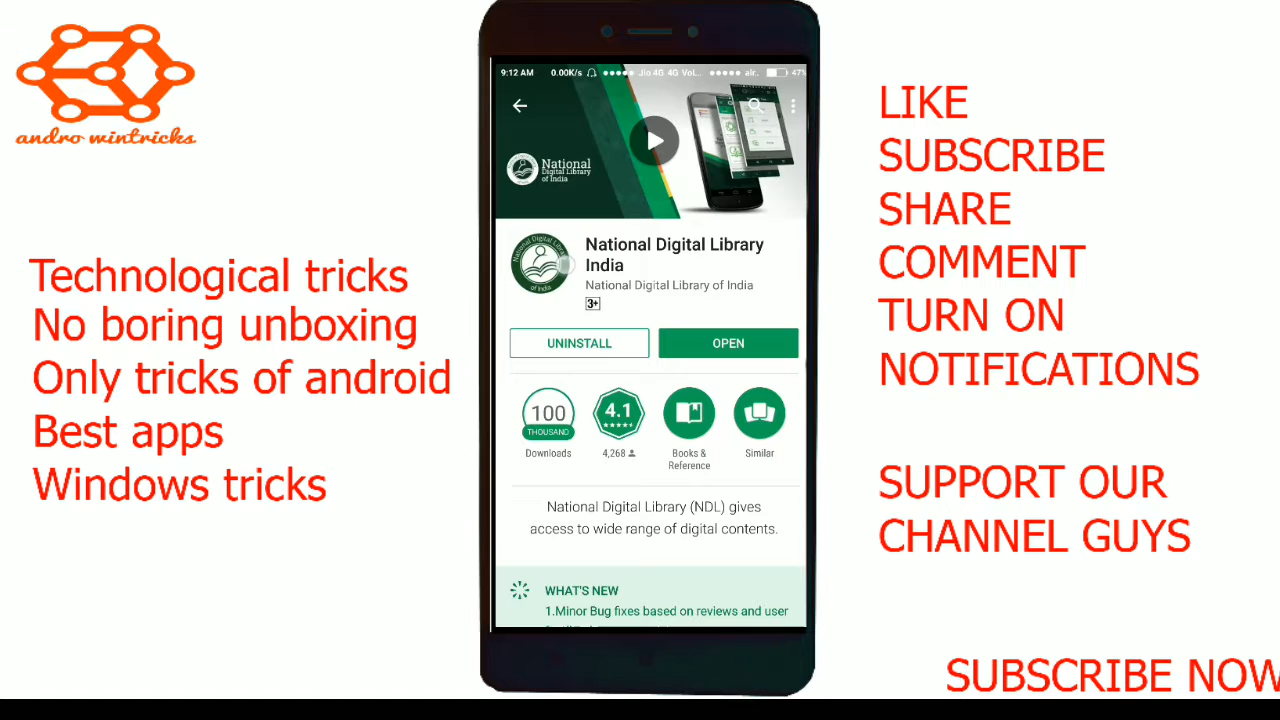 andro wintricks
Technological tricks
No boring unboxing
Only tricks of android
Best apps
Windows tricks
9:12 AM 0.00K/s Jio 4G 4G VoL... air.. 47%
National
Digital Library
of India
National Digital Library
India
National Digital Library of India
3+
UNINSTALL OPEN
100
THOUSAND
Downloads
4.1
4,268
Books &
Reference
Similar
National Digital Library (NDL) gives
access to wide range of digital contents.
WHAT'S NEW
1.Minor Bug fixes based on reviews and user
LIKE
SUBSCRIBE
SHARE
COMMENT
TURN ON
NOTIFICATIONS
SUPPORT OUR
CHANNEL GUYS
SUBSCRIBE NOW